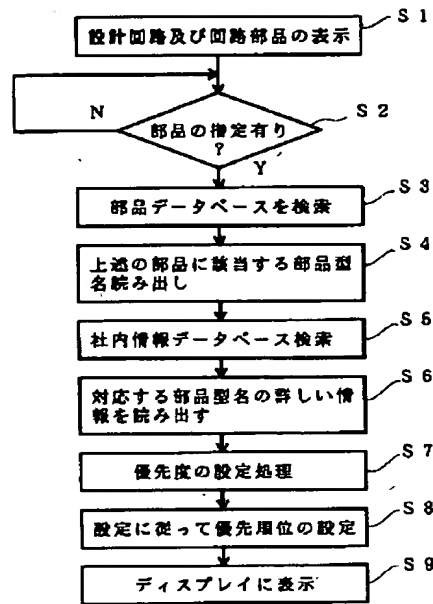 設計回路及び回路部品の表示
S1
部品の指定有り
?
S2
N
Y
部品データベースを検索
S3
上述の部品に該当する部品型
名読み出し
S4
社内情報データベース検索
S5
対応する部品型名の詳しい情
報を読み出す
S6
優先度の設定処理
S7
設定に従って優先順位の設定
S8
ディスプレイに表示
S9